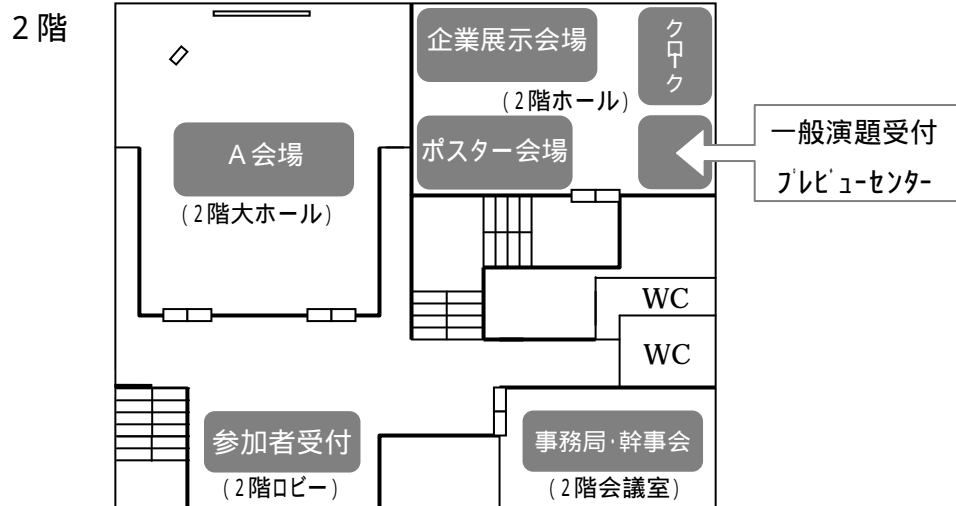 2階
企業展示会場
クローク
(2階ホール)
A会場
(2階大ホール)
ポスター会場
一般演題受付
プレビューセンター
WC
WC
参加者受付
(2階ロビー)
事務局・幹事会
(2階会議室)